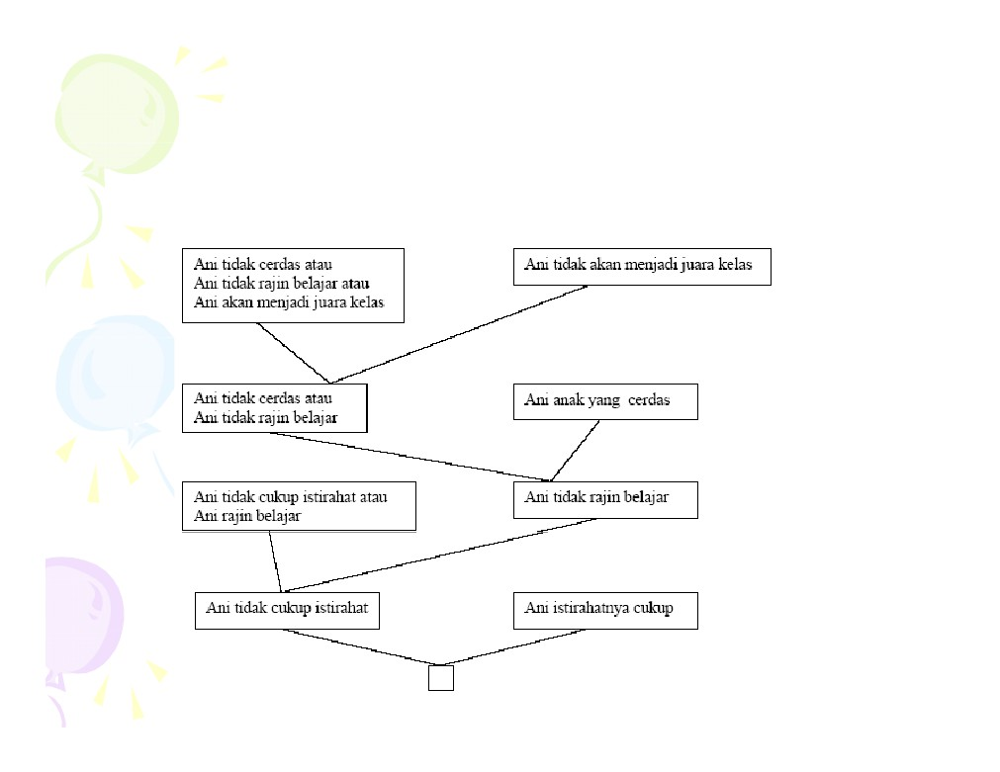 Ani tidak cerdas atau
Ani tidak rajin belajar atau
Ani akan menjadi juara kelas
Ani tidak akan menjadi juara kelas
Ani tidak cerdas atau
Ani tidak rajin belajar
Ani anak yang cerdas
Ani tidak cukup istirahat atau
Ani rajin belajar
Ani tidak rajin belajar
Ani tidak cukup istirahat
Ani istirahatnya cukup